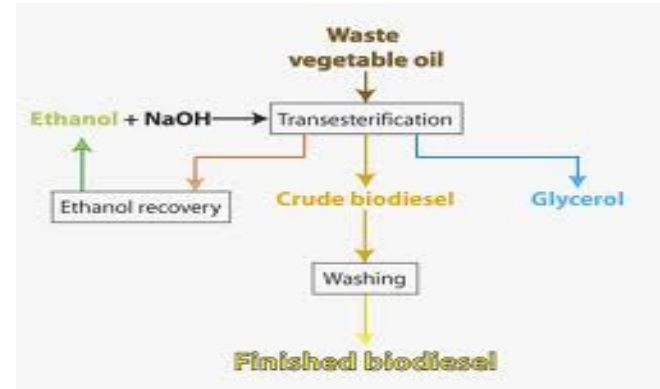 Waste
vegetable oil
Ethanol + NaOH
Transesterification
Ethanol recovery
Crude biodiesel
Glycerol
Washing
Finished biodiesel